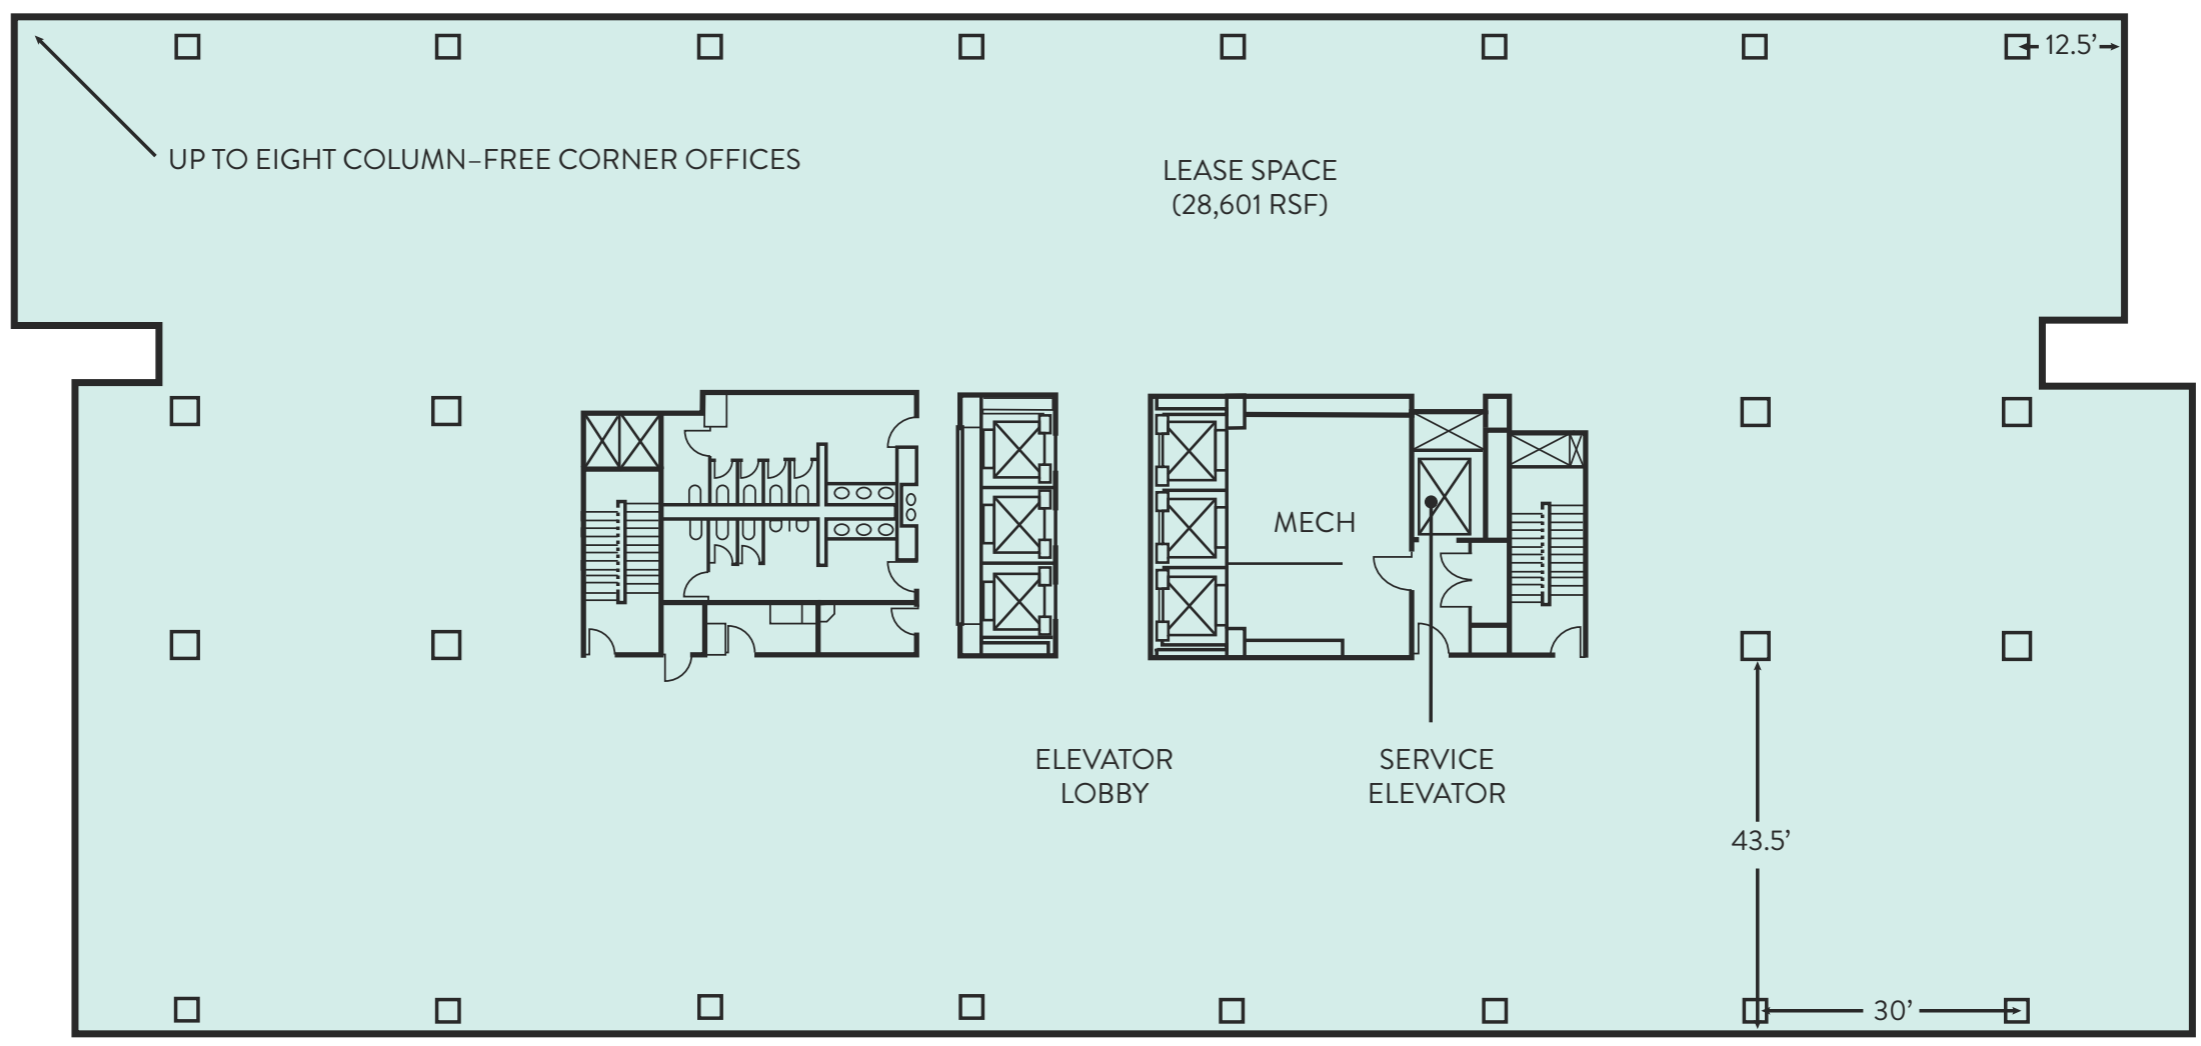 12.5’
UP TO EIGHT COLUMN–FREE CORNER OFFICES
LEASE SPACE
(28,601 RSF)
MECH
ELEVATOR
LOBBY
SERVICE
ELEVATOR
43.5’
30’